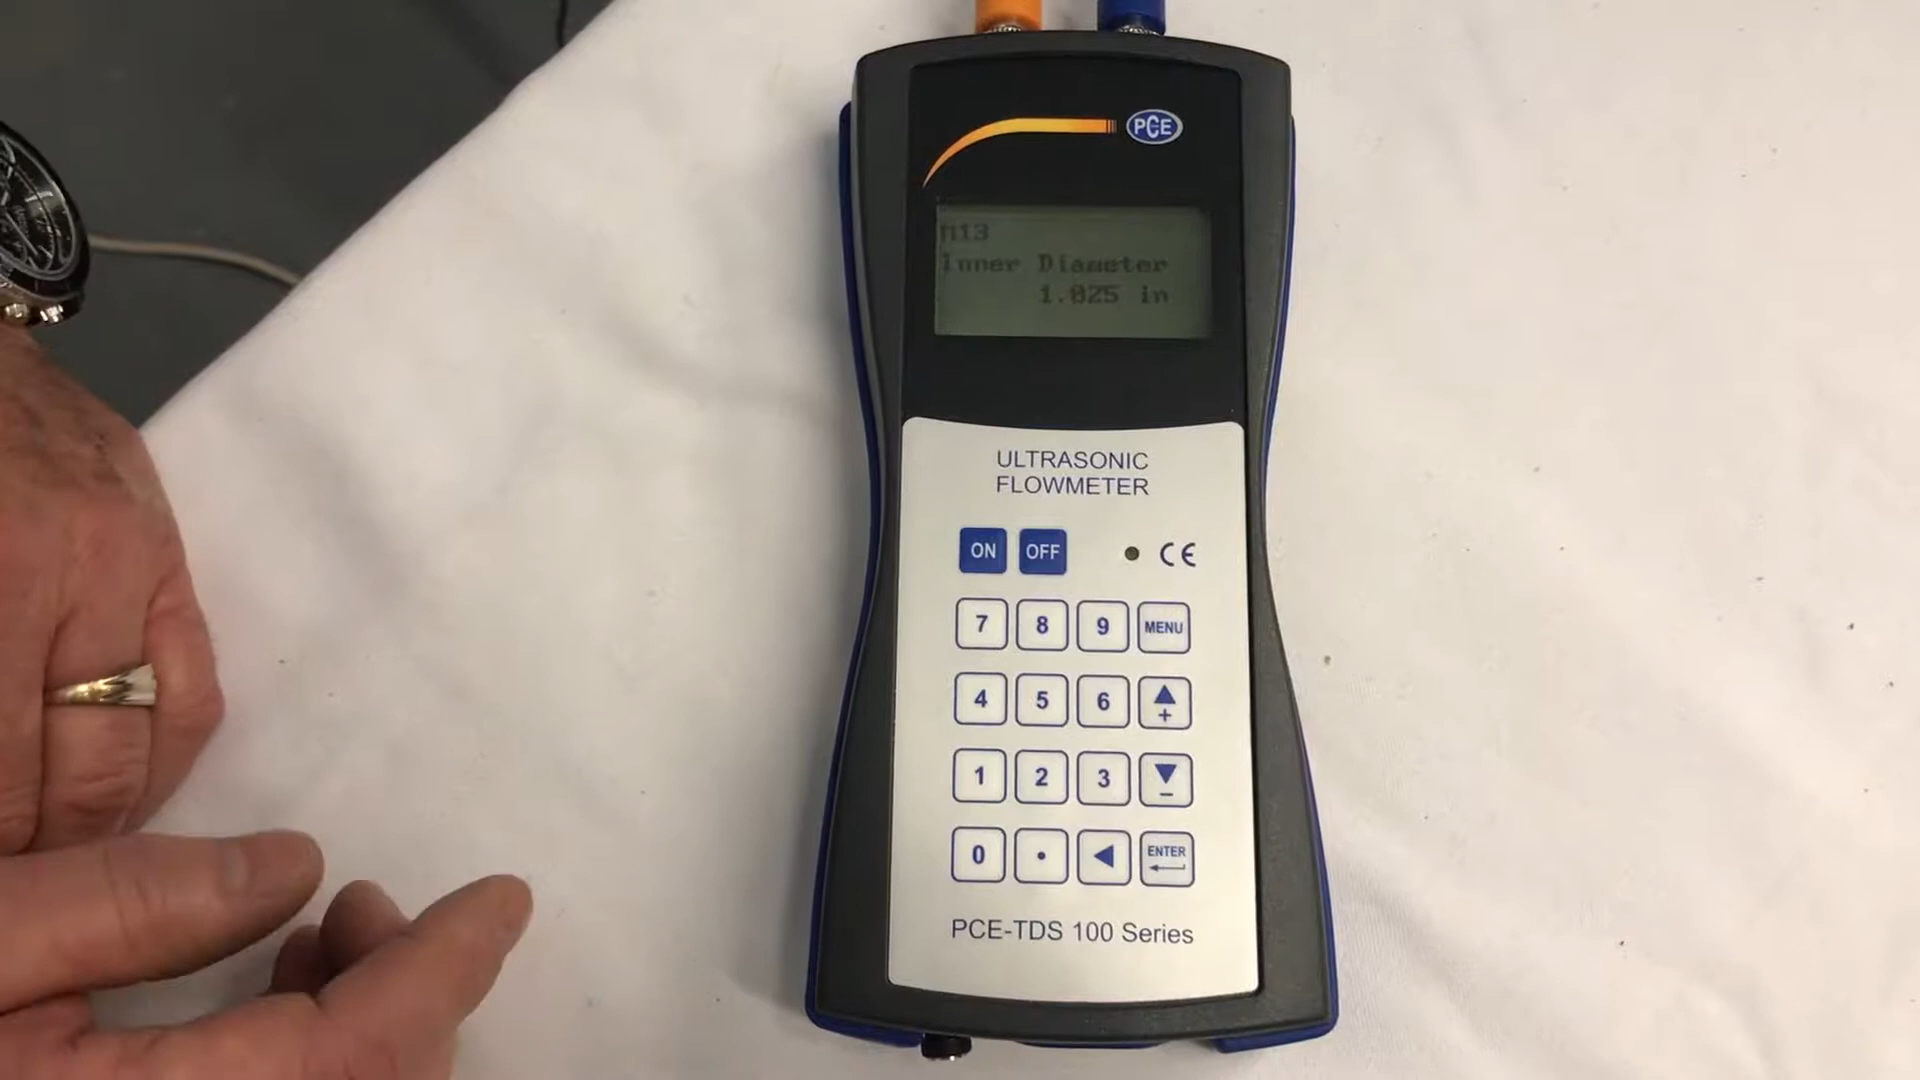 PCE
M13
Inner Diameter
1.025 in
ULTRASONIC
FLOWMETER
ON OFF CE
7 8 9 MENU
4 5 6 +
1 2 3 -
0 . ENTER
PCE-TDS 100 Series